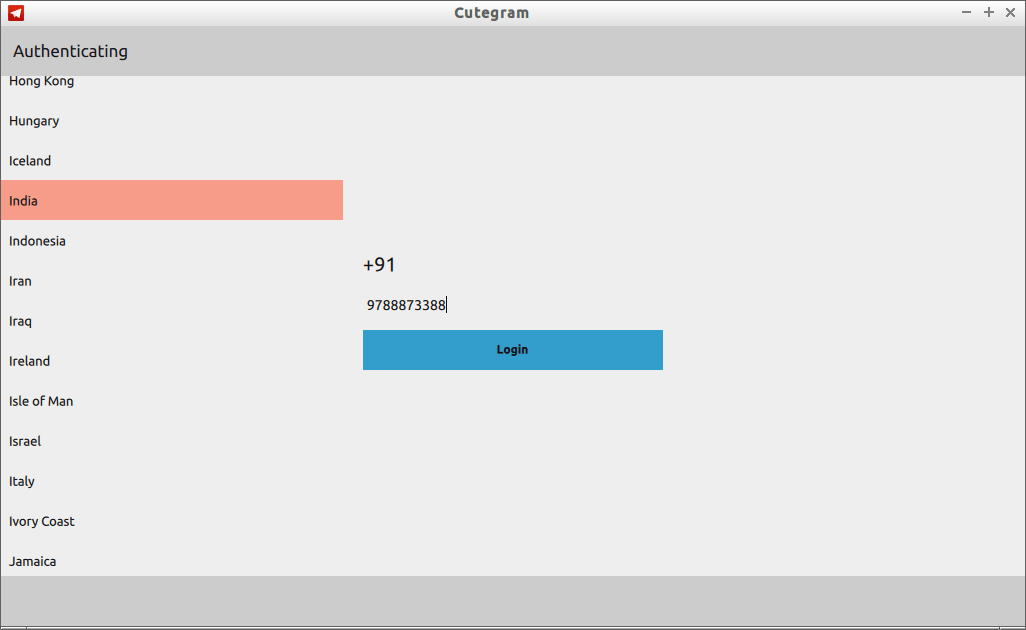 Cutegram
Authenticating
Hong Kong
Hungary
Iceland
India
Indonesia
Iran
Iraq
Ireland
Isle of Man
Israel
Italy
Ivory Coast
Jamaica
+91
9788873388
Login